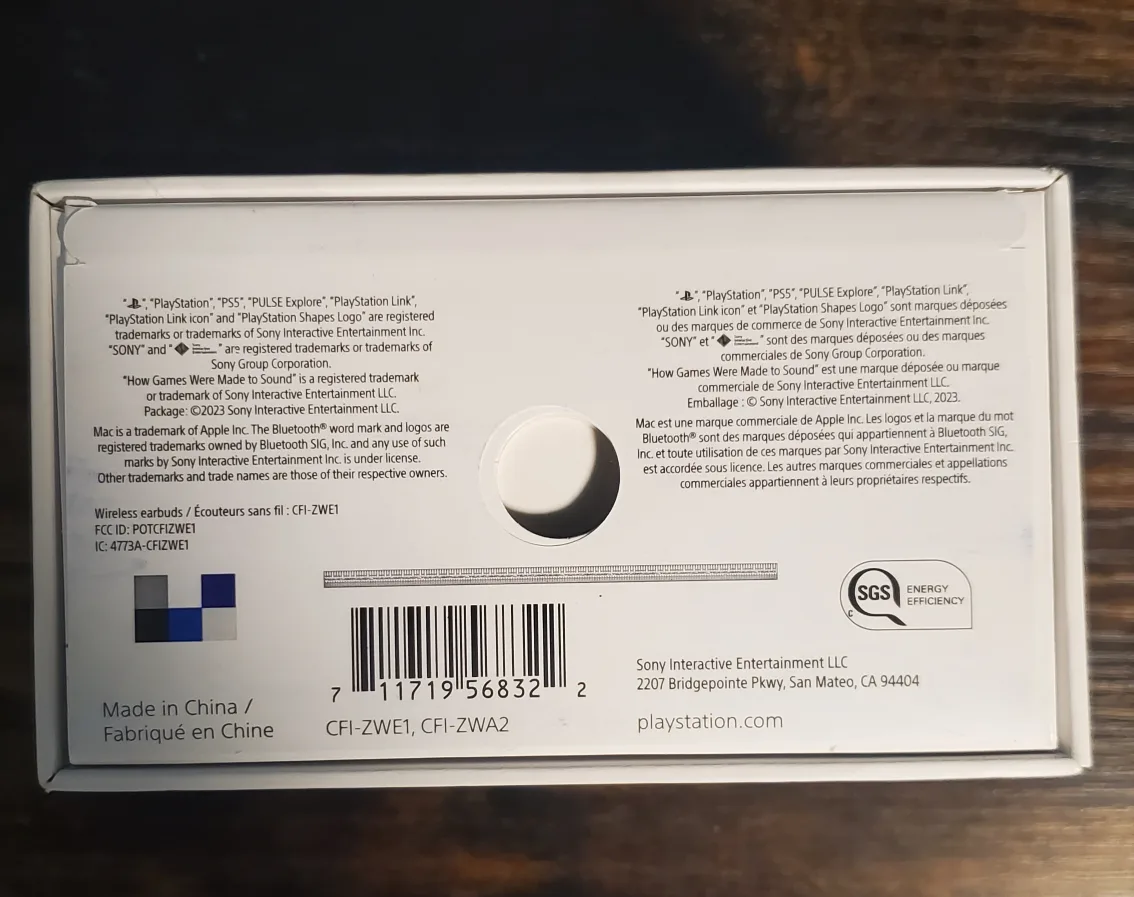 "", "PlayStation", "PS5", "PULSE Explore", "PlayStation Link",
"PlayStation Link icon" and "PlayStation Shapes Logo" are registered
trademarks or trademarks of Sony Interactive Entertainment Inc.
"SONY" and "" are registered trademarks or trademarks of
Sony Group Corporation.
"How Games Were Made to Sound" is a registered trademark
or trademark of Sony Interactive Entertainment LLC.
Package: ©2023 Sony Interactive Entertainment LLC.
Mac is a trademark of Apple Inc. The Bluetooth® word mark and logos are
registered trademarks owned by Bluetooth SIG, Inc. and any use of such
marks by Sony Interactive Entertainment Inc. is under license.
Other trademarks and trade names are those of their respective owners.
Wireless earbuds / Écouteurs sans fil : CFI-ZWE1
FCC ID: POTCFIZWE1
IC: 4773A-CFIZWE1
"", "PlayStation", "PS5", "PULSE Explore", "PlayStation Link",
"PlayStation Link icon" et "PlayStation Shapes Logo" sont marques déposées
ou des marques de commerce de Sony Interactive Entertainment Inc.
"SONY" et "" sont des marques déposées ou des marques
commerciales de Sony Group Corporation.
"How Games Were Made to Sound" est une marque déposée ou marque
commerciale de Sony Interactive Entertainment LLC.
Emballage : © Sony Interactive Entertainment LLC, 2023.
Mac est une marque commerciale de Apple Inc. Les logos et la marque du mot
Bluetooth® sont des marques déposées qui appartiennent à Bluetooth SIG,
Inc. et toute utilisation de ces marques par Sony Interactive Entertainment Inc.
est accordée sous licence. Les autres marques commerciales et appellations
commerciales appartiennent à leurs propriétaires respectifs.
Made in China /
Fabriqué en Chine
7 11719 56832 2
CFI-ZWE1, CFI-ZWA2
C SGS ENERGY
EFFICIENCY
Sony Interactive Entertainment LLC
2207 Bridgepointe Pkwy, San Mateo, CA 94404
playstation.com